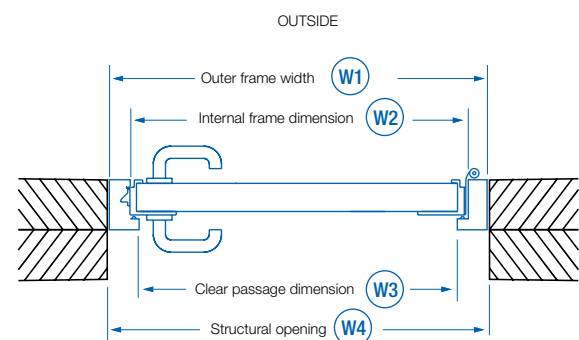 OUTSIDE
Outer frame width W1
Internal frame dimension W2
Clear passage dimension W3
Structural opening W4